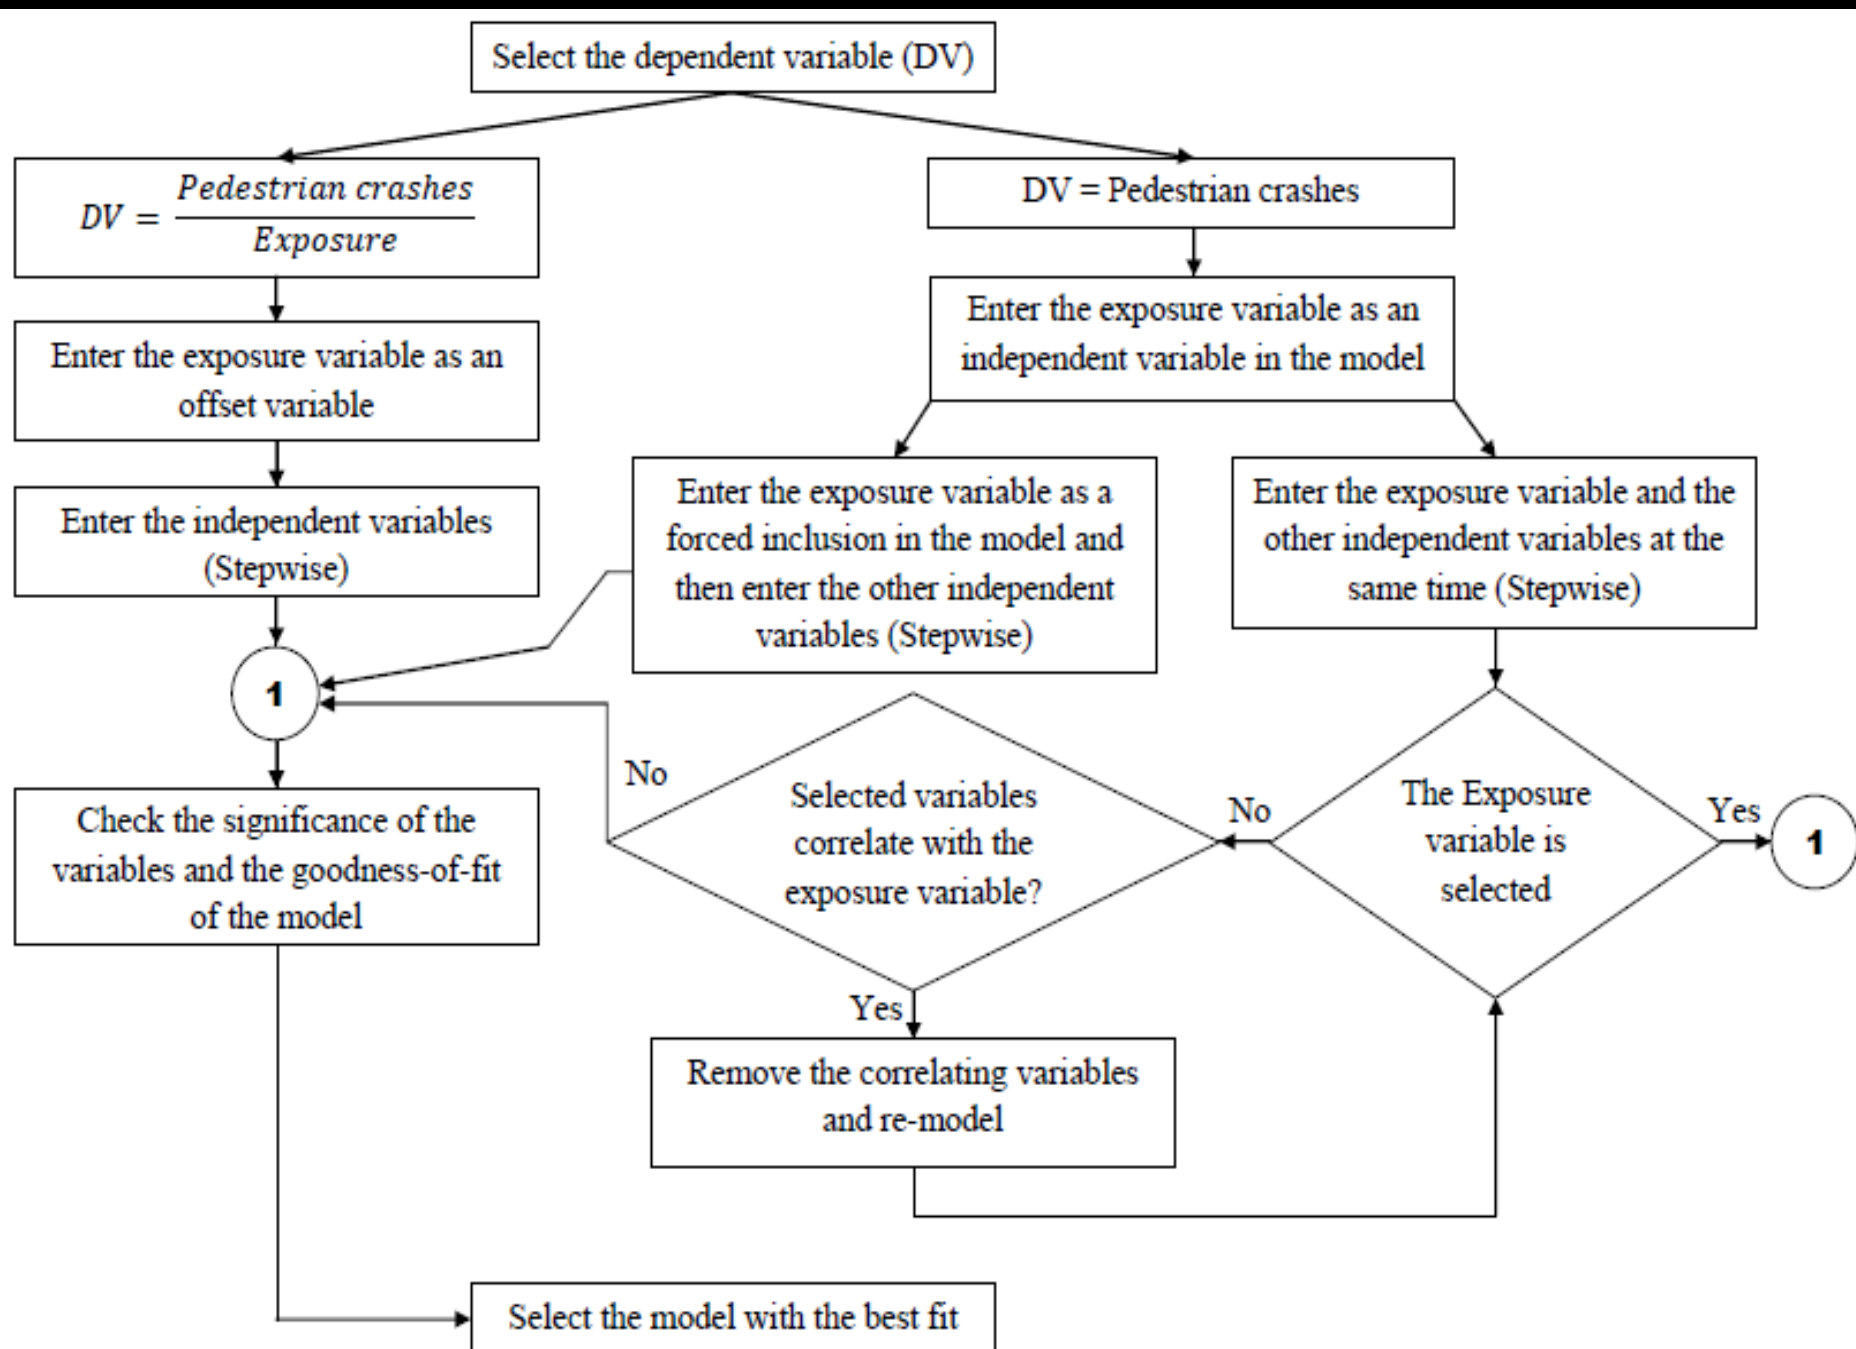 Select the dependent variable (DV)
DV = Pedestrian crashes / Exposure
DV = Pedestrian crashes
Enter the exposure variable as an
offset variable
Enter the exposure variable as an
independent variable in the model
Enter the independent variables
(Stepwise)
Enter the exposure variable as a
forced inclusion in the model and
then enter the other independent
variables (Stepwise)
Enter the exposure variable and the
other independent variables at the
same time (Stepwise)
1
No
Selected variables
correlate with the
exposure variable?
No
The Exposure
variable is
selected
Yes
1
Check the significance of the
variables and the goodness-of-fit
of the model
Yes
Remove the correlating variables
and re-model
Select the model with the best fit